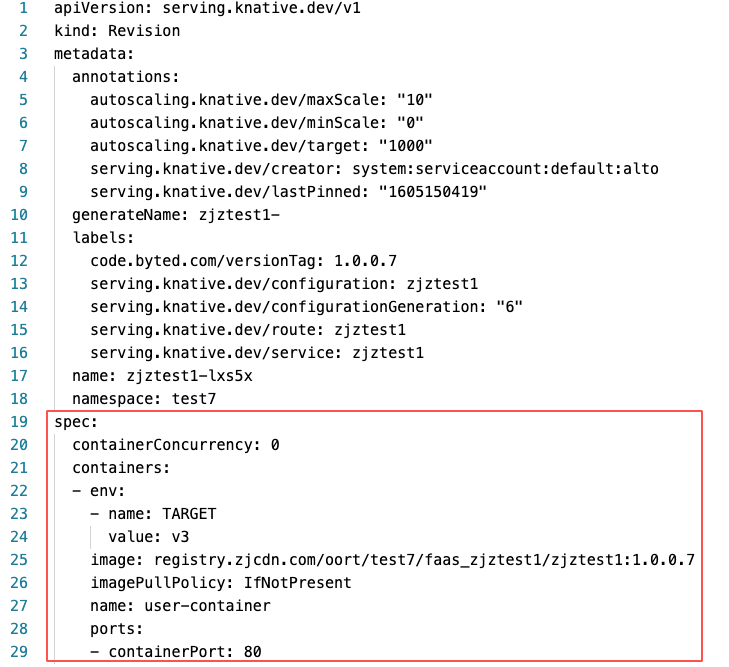 1 apiVersion: serving.knative.dev/v1
2 kind: Revision
3 metadata:
4 annotations:
5 autoscaling.knative.dev/maxScale: "10"
6 autoscaling.knative.dev/minScale: "0"
7 autoscaling.knative.dev/target: "1000"
8 serving.knative.dev/creator: system:serviceaccount:default:alto
9 serving.knative.dev/lastPinned: "1605150419"
10 generateName: zjztest1-
11 labels:
12 code.byted.com/versionTag: 1.0.0.7
13 serving.knative.dev/configuration: zjztest1
14 serving.knative.dev/configurationGeneration: "6"
15 serving.knative.dev/route: zjztest1
16 serving.knative.dev/service: zjztest1
17 name: zjztest1-lxs5x
18 namespace: test7
19 spec:
20 containerConcurrency: 0
21 containers:
22 - env:
23 - name: TARGET
24 value: v3
25 image: registry.zjcdn.com/oort/test7/faas_zjztest1/zjztest1:1.0.0.7
26 imagePullPolicy: IfNotPresent
27 name: user-container
28 ports:
29 - containerPort: 80